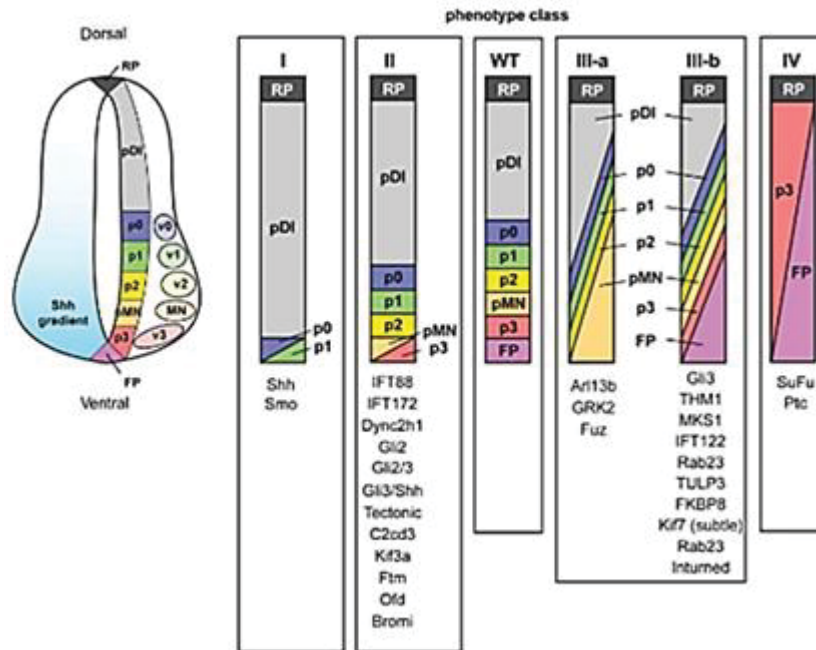 phenotype class
Dorsal
RP
pDI
p0
v0
p1
v1
p2
v2
pMN
MN
p3
v3
Shh
gradient
FP
Ventral
I
RP
pDI
p0
p1
Shh
Smo
II
RP
pDI
p0
p1
p2
pMN
p3
IFT88
IFT172
Dync2h1
Gli2
Gli2/3
Gli3/Shh
Tectonic
C2cd3
Kif3a
Ftm
Ofd
Bromi
WT
RP
pDI
p0
p1
p2
pMN
p3
FP
III-a
III-b
RP
RP
pDI
p0
p1
p2
pMN
p3
FP
Arl13b
GRK2
Fuz
Gli3
THM1
MKS1
IFT122
Rab23
TULP3
FKBP8
Kif7 (subtle)
Rab23
Inturned
IV
RP
p3
FP
SuFu
Ptc